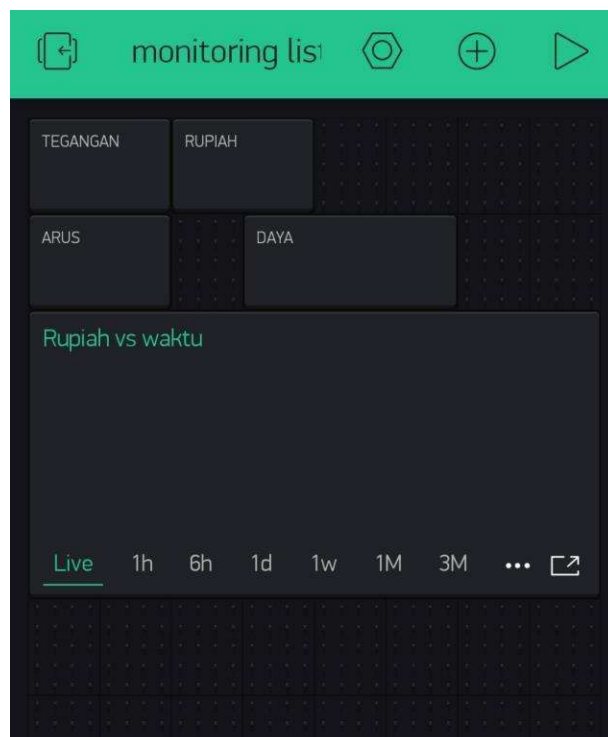 monitoring lis
TEGANGAN RUPIAH
ARUS DAYA
Rupiah vs waktu
Live 1h 6h 1d 1w 1M 3M